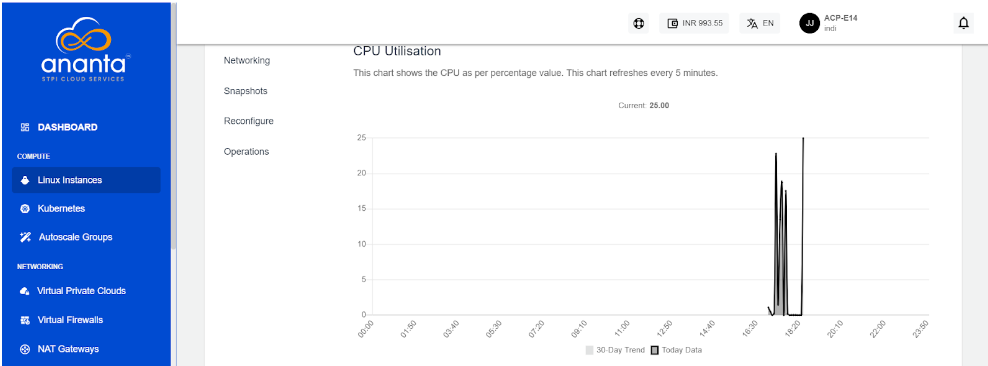 ananta
STPI CLOUD SERVICES
DASHBOARD
COMPUTE
Linux Instances
Kubernetes
Autoscale Groups
NETWORKING
Virtual Private Clouds
Virtual Firewalls
NAT Gateways
INR 993.55
EN
JJ
ACP-E14
indi
Networking
Snapshots
Reconfigure
Operations
CPU Utilisation
This chart shows the CPU as per percentage value. This chart refreshes every 5 minutes.
Current: 25.00
25
20
15
10
5
0
00:00 01:50 03:40 05:30 07:20 09:10 11:00 12:50 14:40 16:30 18:20 20:10 22:00 23:50
30-Day Trend Today Data